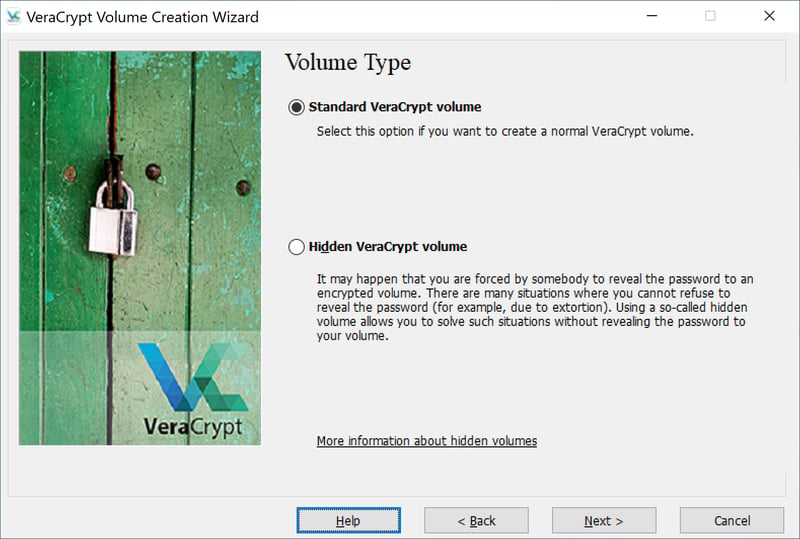 VeraCrypt Volume Creation Wizard
Volume Type
Standard VeraCrypt volume
Select this option if you want to create a normal VeraCrypt volume.
Hidden VeraCrypt volume
It may happen that you are forced by somebody to reveal the password to an
encrypted volume. There are many situations where you cannot refuse to
reveal the password (for example, due to extortion). Using a so-called hidden
volume allows you to solve such situations without revealing the password to
your volume.
VeraCrypt
More information about hidden volumes
Help
< Back
Next >
Cancel